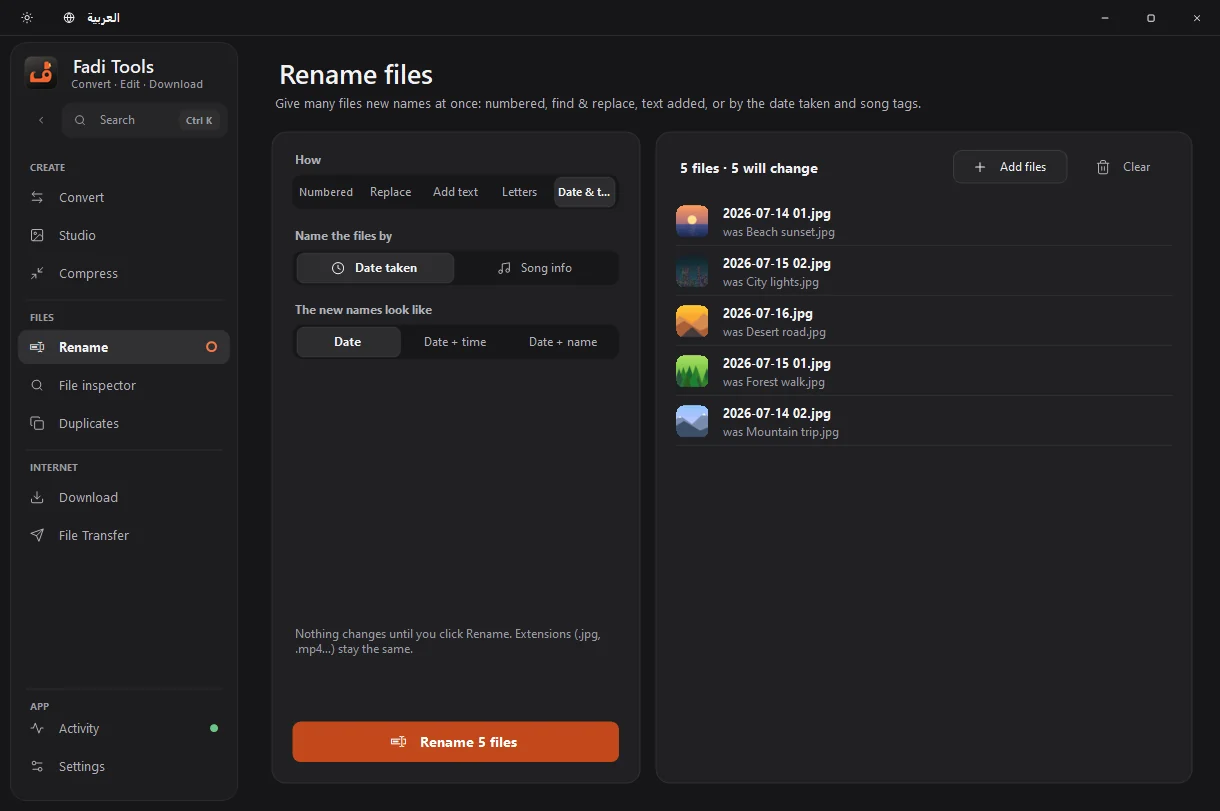 العربية
Fadi Tools
Convert · Edit · Download
Search
Ctrl K
CREATE
Convert
Studio
Compress
FILES
Rename
File inspector
Duplicates
INTERNET
Download
File Transfer
APP
Activity
Settings
Rename files
Give many files new names at once: numbered, find & replace, text added, or by the date taken and song tags.
How
Numbered
Replace
Add text
Letters
Date & t...
Name the files by
Date taken
Song info
The new names look like
Date
Date + time
Date + name
Nothing changes until you click Rename. Extensions (.jpg,
.mp4...) stay the same.
Rename 5 files
5 files · 5 will change
Add files
Clear
2026-07-14 01.jpg
was Beach sunset.jpg
2026-07-15 02.jpg
was City lights.jpg
2026-07-16.jpg
was Desert road.jpg
2026-07-15 01.jpg
was Forest walk.jpg
2026-07-14 02.jpg
was Mountain trip.jpg